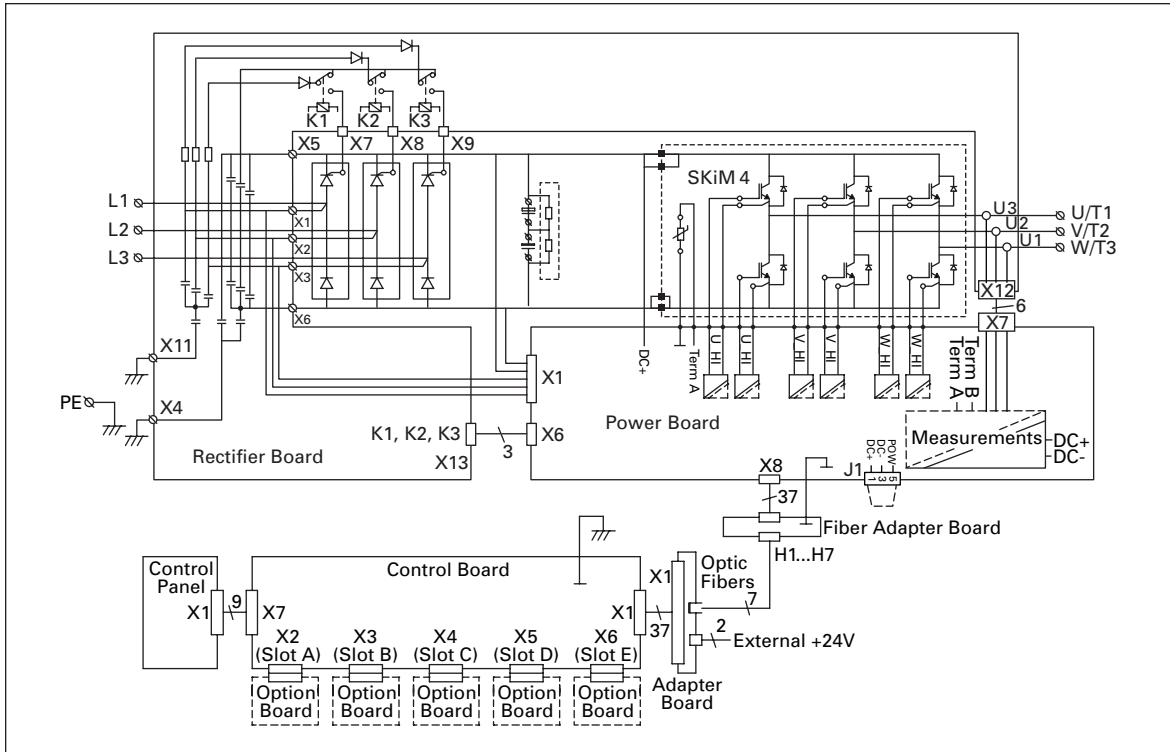 K1
K2
K3
X5
X7
X8
X9
SKiM 4
L1
X1
L2
X2
L3
X3
X6
U3
U/T1
U2
V/T2
U1
W/T3
X12
6
X7
X11
PE
X4
DC+
Term A
U HI
U HI
V HI
V HI
W HI
W HI
Term A
Term B
X1
Power Board
Measurements
DC+
DC-
K1, K2, K3
3
X6
Rectifier Board
X13
X8
J1
DC+
DC-
POW
1
3
5
37
Fiber Adapter Board
H1...H7
Control Panel
Control Board
X1
Optic
Fibers
X1
9
X7
X1
37
7
2
External +24V
X2
(Slot A)
X3
(Slot B)
X4
(Slot C)
X5
(Slot D)
X6
(Slot E)
Option
Board
Option
Board
Option
Board
Option
Board
Option
Board
Adapter
Board